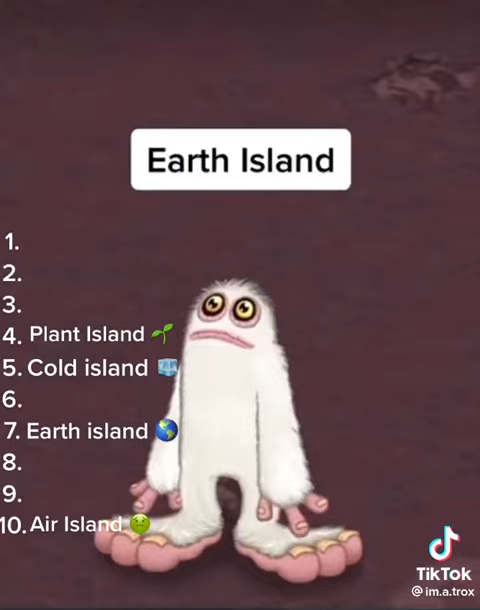 Earth Island
1.
2.
3.
4. Plant Island 🌱
5. Cold island 🧊
6.
7. Earth island 🌎
8.
9.
10. Air Island 🤢
TikTok
@im.a.trox